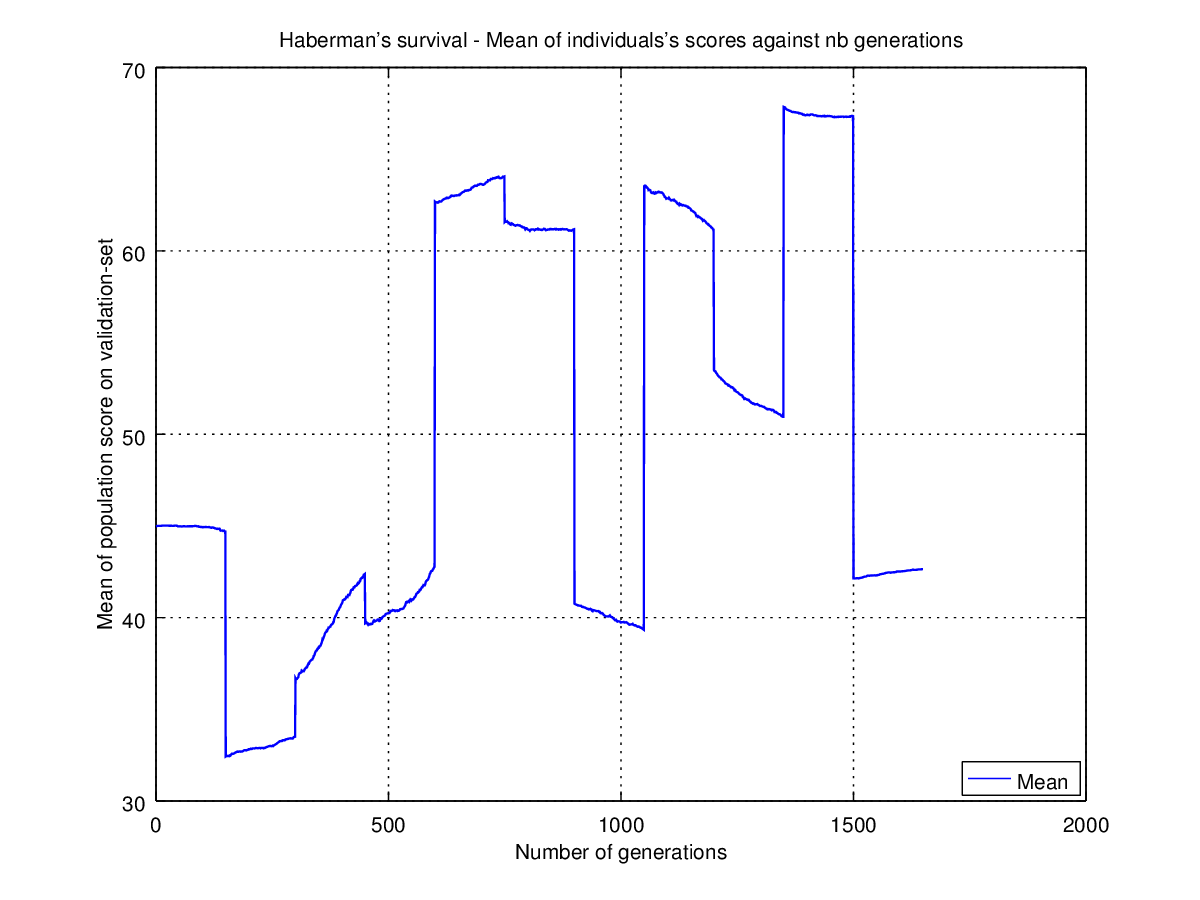 Haberman's survival - Mean of individuals's scores against nb generations
70
60
50
40
30
Mean of population score on validation-set
Mean
0 500 1000 1500 2000
Number of generations